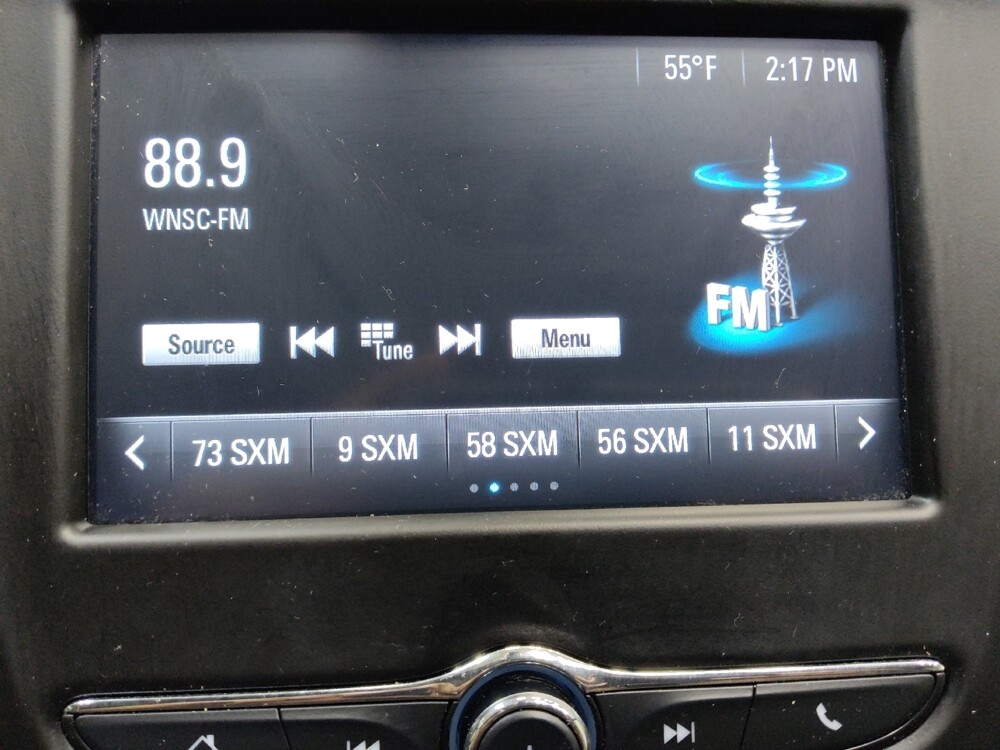 55°F 2:17 PM
88.9
WNSC-FM
FM
Source Tune Menu
73 SXM 9 SXM 58 SXM 56 SXM 11 SXM